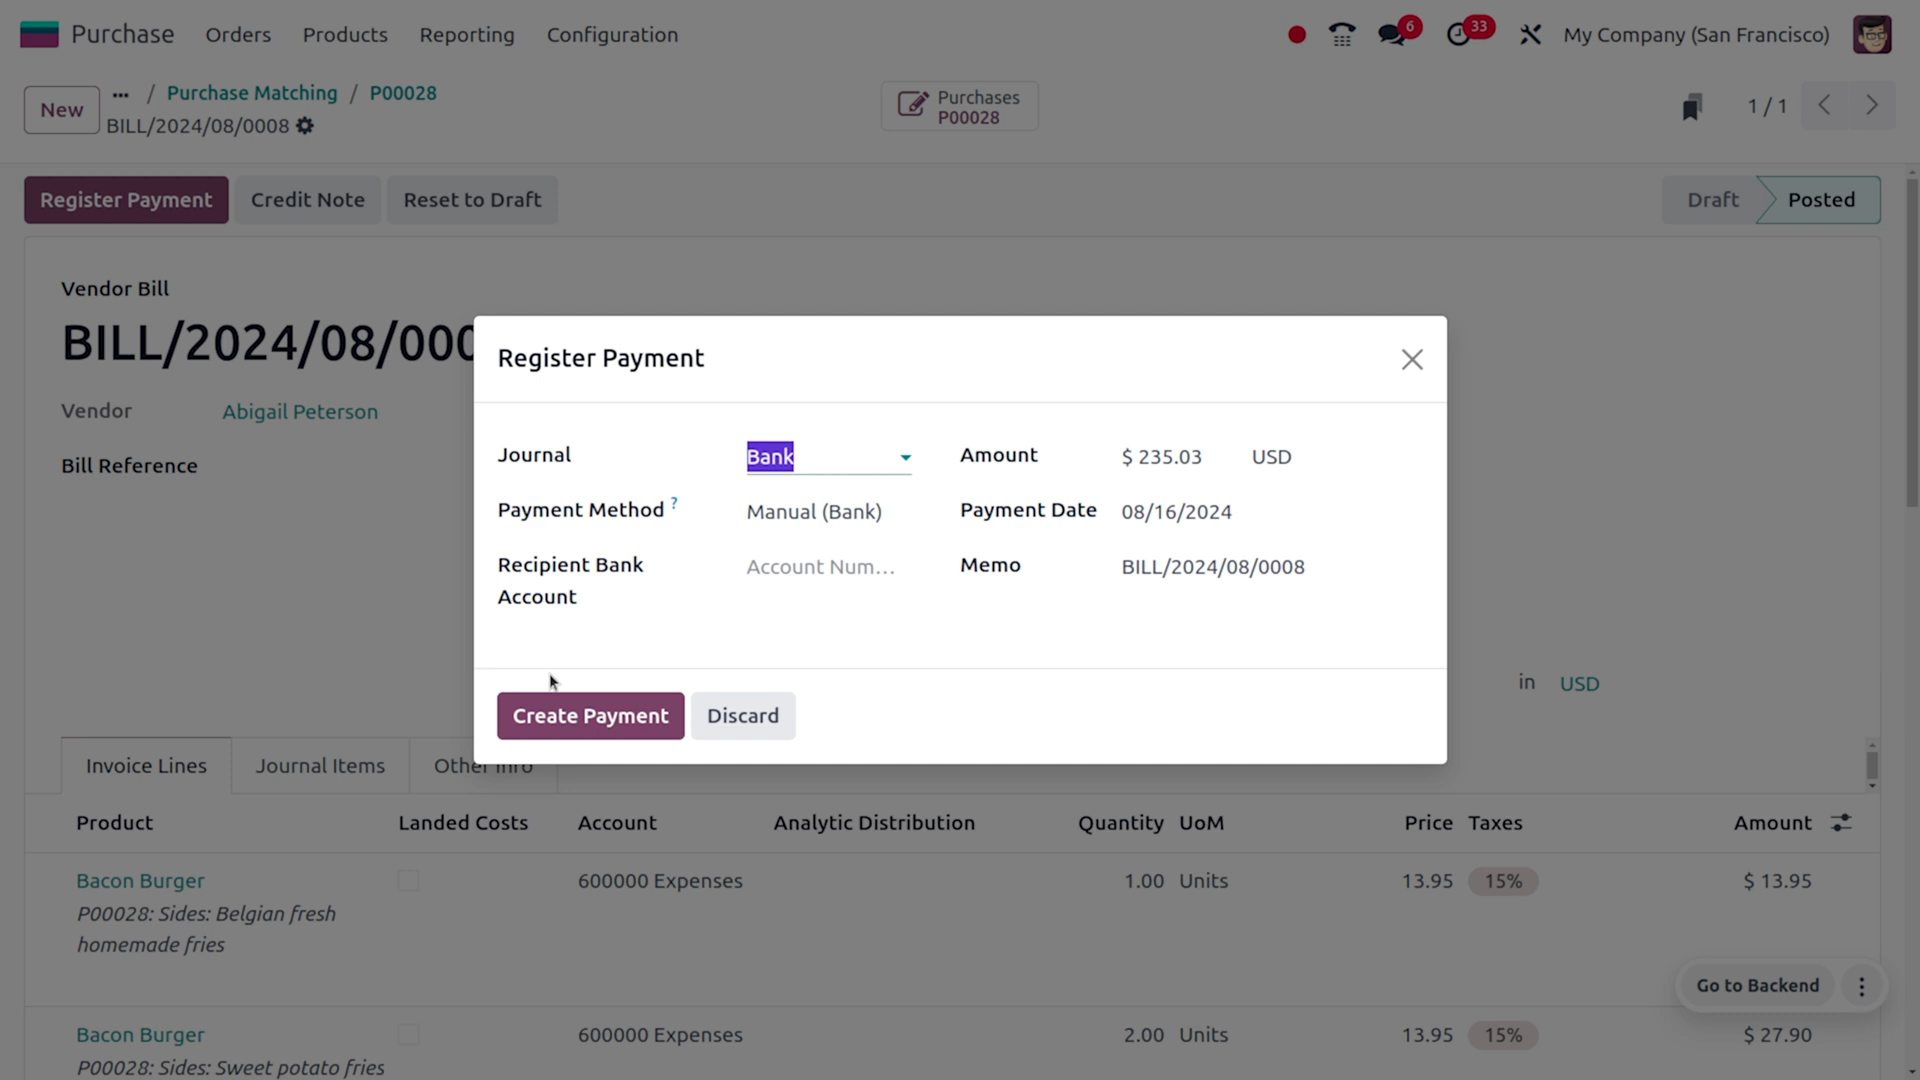 Purchase Orders Products Reporting Configuration 6 33 My Company (San Francisco)
New ... / Purchase Matching / P00028
BILL/2024/08/0008
Purchases
P00028
1 / 1
Register Payment Credit Note Reset to Draft Draft Posted
Vendor Bill
BILL/2024/08/000
Vendor Abigail Peterson
Bill Reference
Register Payment
Journal Bank Amount $ 235.03 USD
Payment Method ? Manual (Bank) Payment Date 08/16/2024
Recipient Bank Account Account Num... Memo BILL/2024/08/0008
in USD
Create Payment Discard
Invoice Lines Journal Items Other Info
Product Landed Costs Account Analytic Distribution Quantity UoM Price Taxes Amount
Bacon Burger 600000 Expenses 1.00 Units 13.95 15% $ 13.95
P00028: Sides: Belgian fresh
homemade fries
Go to Backend
Bacon Burger 600000 Expenses 2.00 Units 13.95 15% $ 27.90
P00028: Sides: Sweet potato fries